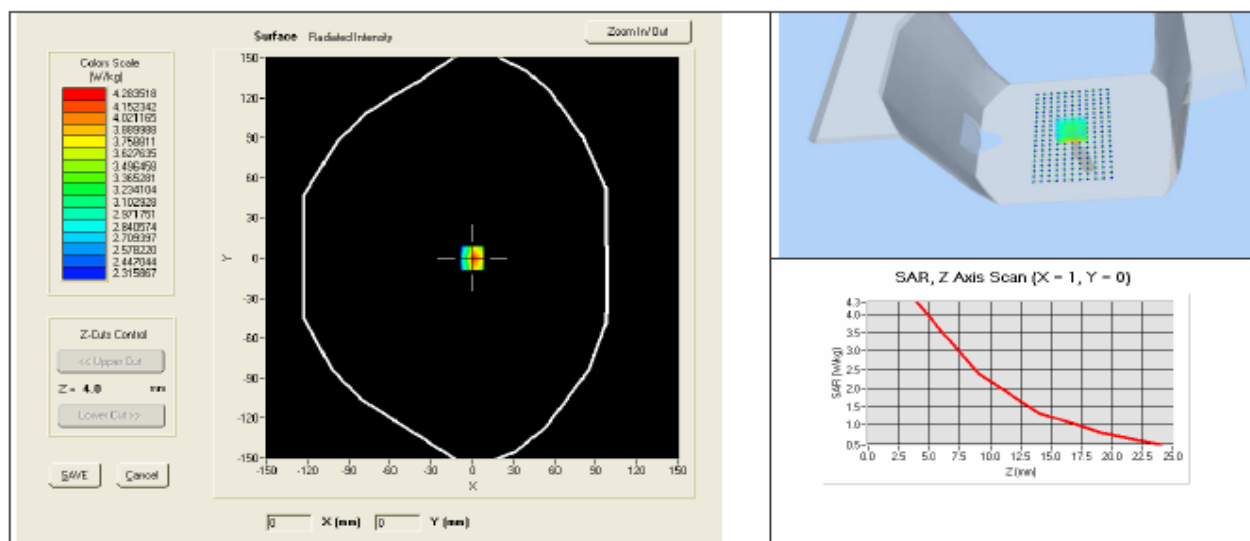 Surface Radiated Intensity
Zoom In/Out
Colors Scale
(W/kg)
4.283518
4.152342
4.021165
3.889988
3.758811
3.627635
3.496458
3.365281
3.234104
3.102928
2.971751
2.840574
2.709397
2.578220
2.447044
2.315867
Z-Cuts Control
<< Upper Cut
Z = 4.0 mm
Lower Cut >>
SAVE
Cancel
150
120
90
60
30
0
-30
-60
-90
-120
-150
Y
-150 -120 -90 -60 -30 0 30 60 90 120 150
X
0 X (mm) 0 Y (mm)
SAR, Z Axis Scan (X = 1, Y = 0)
4.3
4.0
3.5
3.0
2.5
2.0
1.5
1.0
0.5
SAR (W/kg)
0.0 2.5 5.0 7.5 10.0 12.5 15.0 17.5 20.0 22.5 25.0
Z (mm)